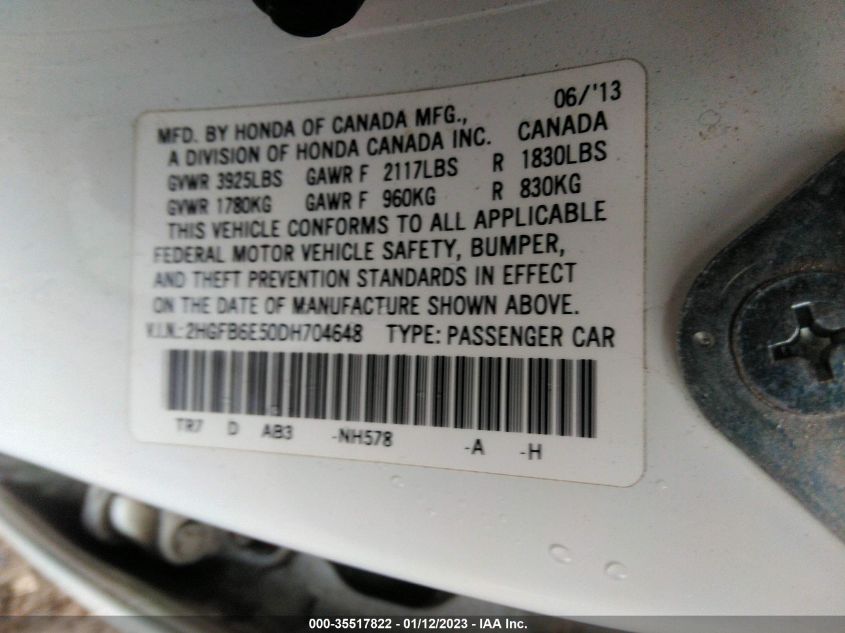 06/'13
MFD. BY HONDA OF CANADA MFG.,
A DIVISION OF HONDA CANADA INC. CANADA
GVWR 3925LBS GAWR F 2117LBS R 1830LBS
GVWR 1780KG GAWR F 960KG R 830KG
THIS VEHICLE CONFORMS TO ALL APPLICABLE
FEDERAL MOTOR VEHICLE SAFETY, BUMPER,
AND THEFT PREVENTION STANDARDS IN EFFECT
ON THE DATE OF MANUFACTURE SHOWN ABOVE.
V.I.N.: 2HGFB6E50DH704648 TYPE: PASSENGER CAR
TR7 D AB3 -NH578 -A -H
000-35517822 - 01/12/2023 - IAA Inc.